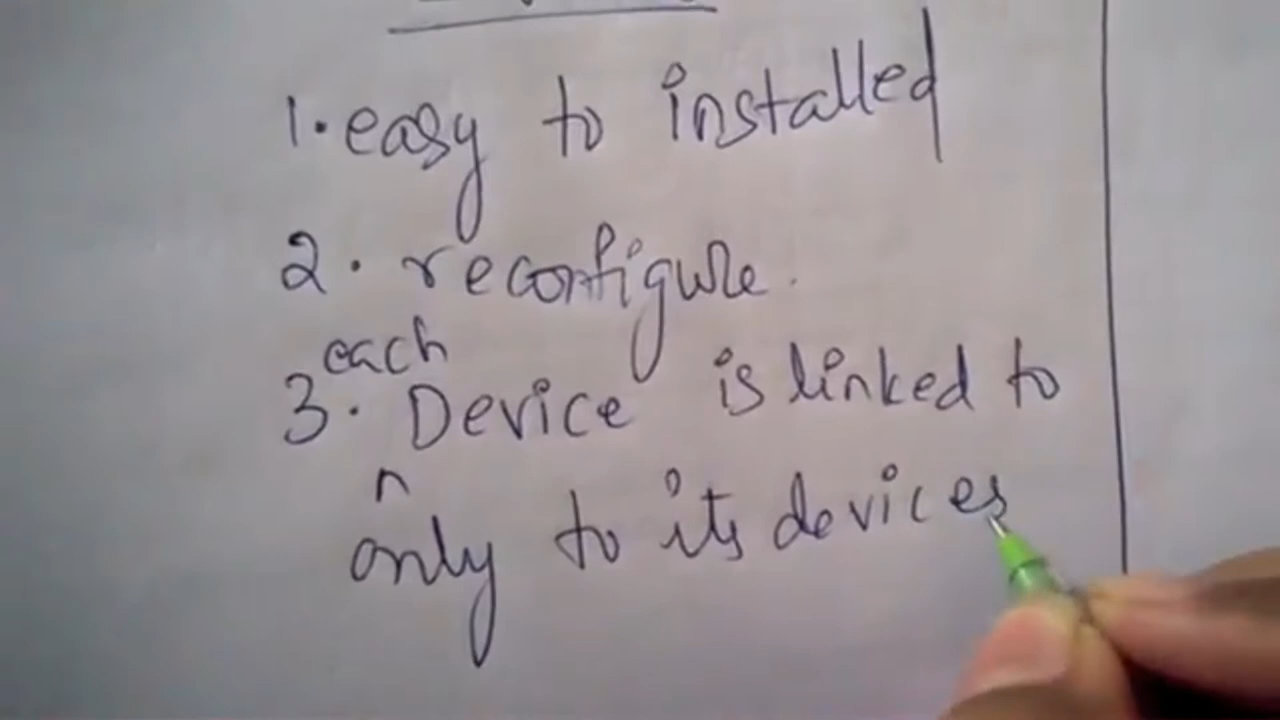 1. easy to installed
2. reconfigure.
each
3. Device is linked to
only to its devices